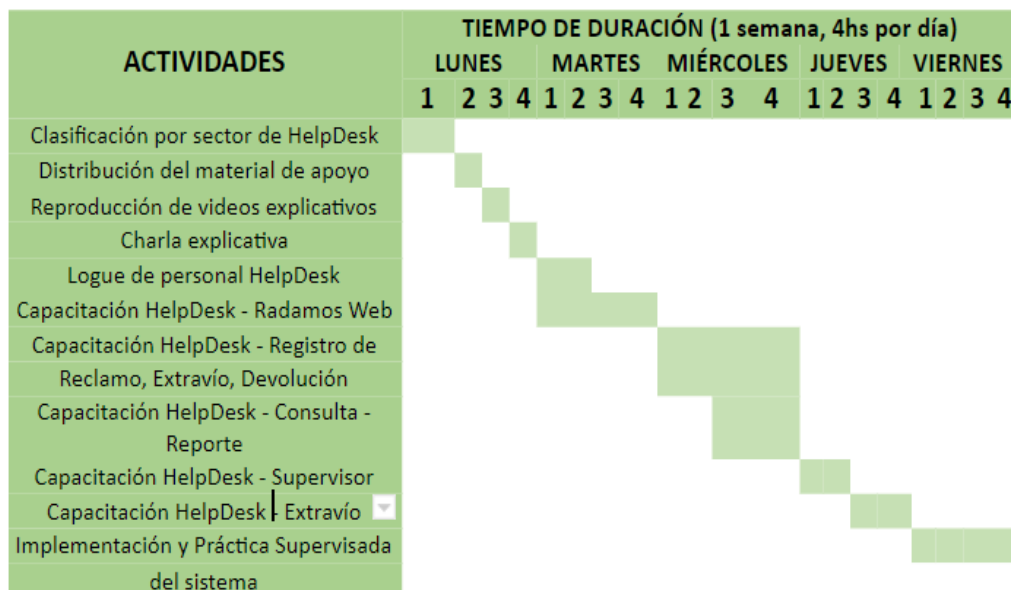 ACTIVIDADES
TIEMPO DE DURACIÓN (1 semana, 4hs por día)
LUNES MARTES MIÉRCOLES JUEVES VIERNES
1 2 3 4 1 2 3 4 1 2 3 4 1 2 3 4 1 2 3 4
Clasificación por sector de HelpDesk
Distribución del material de apoyo
Reproducción de videos explicativos
Charla explicativa
Logue de personal HelpDesk
Capacitación HelpDesk - Radamos Web
Capacitación HelpDesk - Registro de
Reclamo, Extravío, Devolución
Capacitación HelpDesk - Consulta -
Reporte
Capacitación HelpDesk - Supervisor
Capacitación HelpDesk - Extravío
Implementación y Práctica Supervisada
del sistema